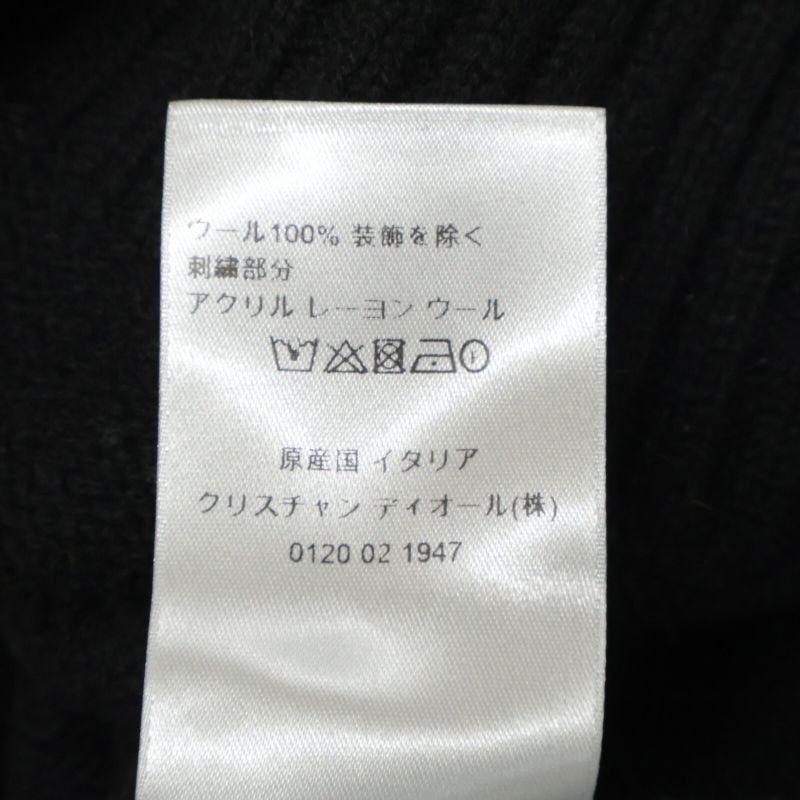 ウール100% 装飾を除く
刺繍部分
アクリル レーヨン ウール
原産国 イタリア
クリスチャン ディオール(株)
0120 02 1947